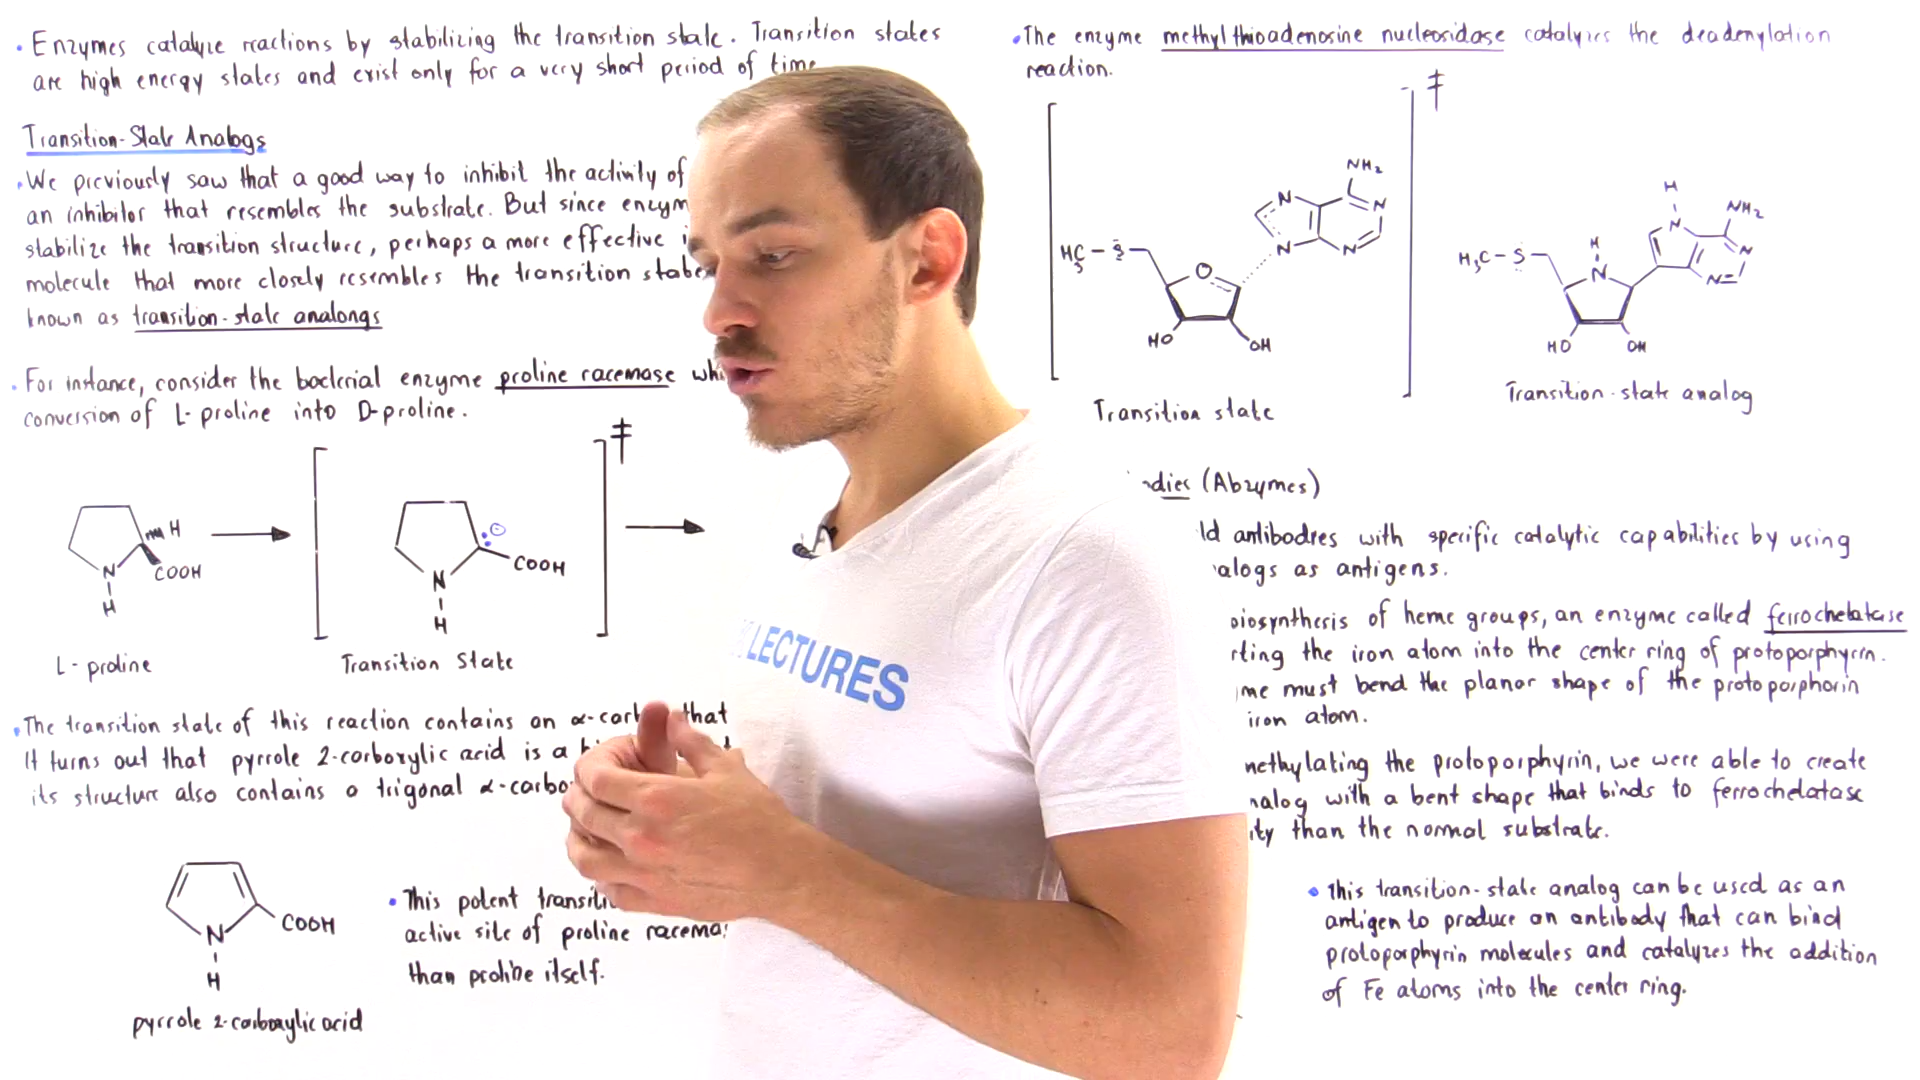 • Enzymes catalyze reactions by stabilizing the transition state. Transition states
are high energy states and exist only for a very short period of time
Transition-State Analogs
• We previously saw that a good way to inhibit the activity of
an inhibitor that resembles the substrate. But since enzym
stabilize the transition structure, perhaps a more effective i
molecule that more closely resembles the transition state
known as transition-state analongs
• For instance, consider the bacterial enzyme proline racemase whi
conversion of L-proline into D-proline.
N
H
H
COOH
L-proline
N
H
COOH
‡
Transition State
• The transition state of this reaction contains an α-carb that
It turns out that pyrrole 2-carboxylic acid is a
its structure also contains a trigonal α-carbo
N
H
COOH
pyrrole 2-carboxylic acid
• This potent transiti
active site of proline racema
than proline itself.
LECTURES
• The enzyme methylthioadenosine nucleosidase catalyzes the deadenylation
reaction.
‡
H3C-S
O
HO
OH
N
N
N
N
NH2
Transition state
H3C-S
H
N
HO
OH
H
N
NH2
N
N
Transition-state analog
dies (Abzymes)
ld antibodies with specific catalytic capabilities by using
alogs as antigens.
biosynthesis of heme groups, an enzyme called ferrochelatase
rting the iron atom into the center ring of protoporphyrin.
me must bend the planar shape of the protoporphorin
iron atom.
methylating the protoporphyrin, we were able to create
nalog with a bent shape that binds to ferrochelatase
ity than the normal substrate.
• This transition-state analog can be used as an
antigen to produce an antibody that can bind
protoporphyrin molecules and catalyzes the addition
of Fe atoms into the center ring.